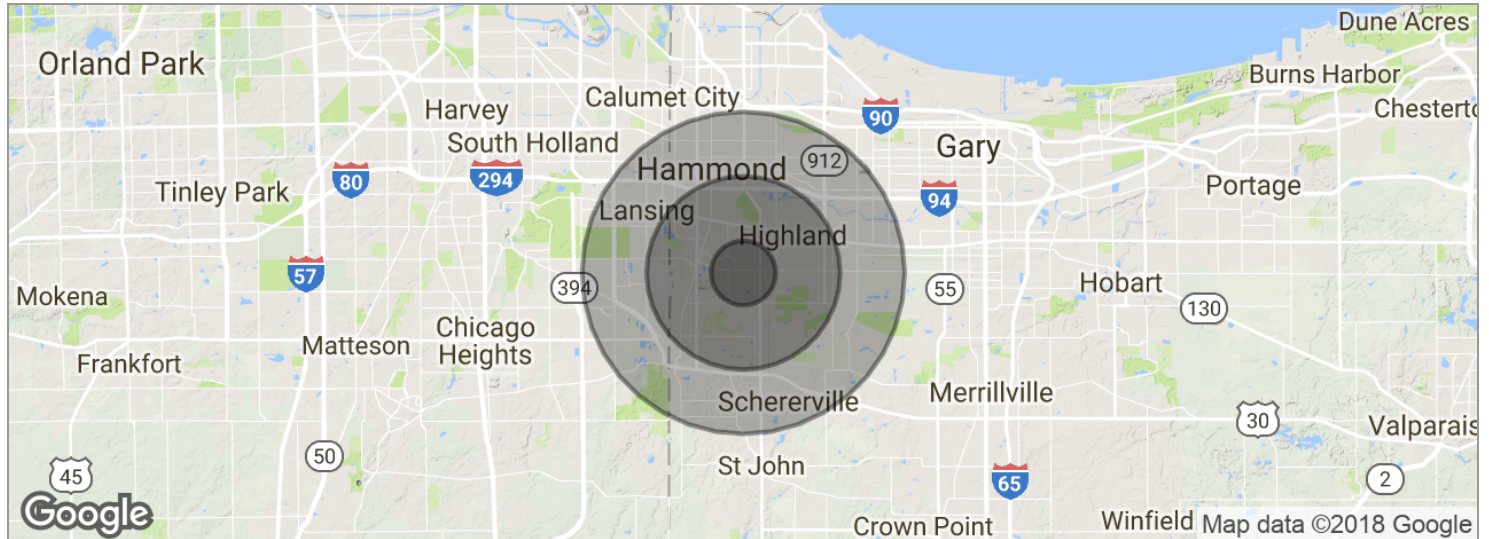 Dune Acres
Orland Park
Burns Harbor
Calumet City
Harvey
Chestert
90
South Holland
Gary
Hammond
912
80
294
Tinley Park
94
Portage
Lansing
Highland
57
Hobart
394
55
Mokena
130
Chicago
Heights
Matteson
Frankfort
Merrillville
Schererville
30
Valparais
50
St John
45
65
2
Google
Crown Point
Winfield
Map data ©2018 Google